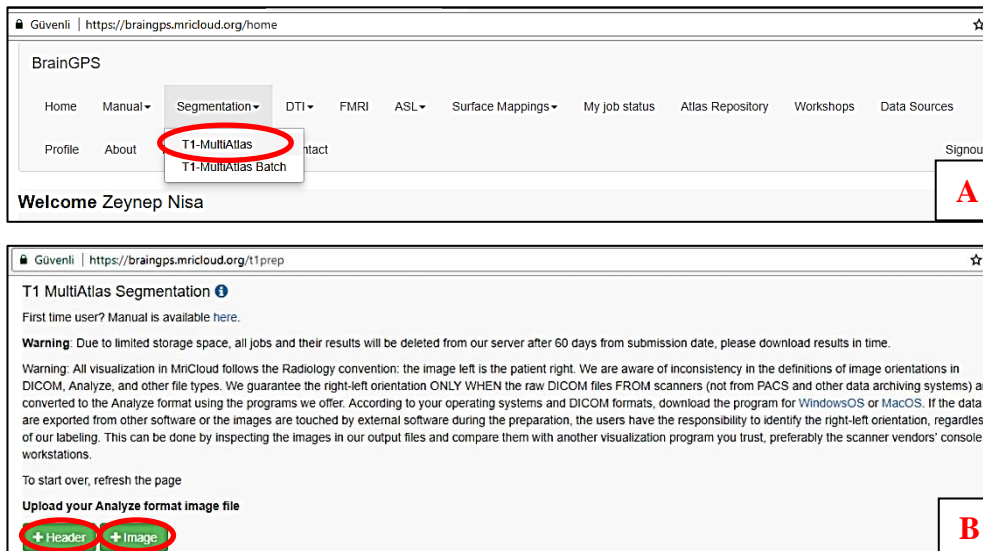 Güvenli | https://braingps.mricloud.org/home
BrainGPS
Home Manual Segmentation DTI FMRI ASL Surface Mappings My job status Atlas Repository Workshops Data Sources
T1-MultiAtlas
Profile About ntact Signou
T1-MultiAtlas Batch
Welcome Zeynep Nisa
A
Güvenli | https://braingps.mricloud.org/t1prep
T1 MultiAtlas Segmentation
First time user? Manual is available here.
Warning: Due to limited storage space, all jobs and their results will be deleted from our server after 60 days from submission date, please download results in time.
Warning: All visualization in MriCloud follows the Radiology convention: the image left is the patient right. We are aware of inconsistency in the definitions of image orientations in
DICOM, Analyze, and other file types. We guarantee the right-left orientation ONLY WHEN the raw DICOM files FROM scanners (not from PACS and other data archiving systems) a
converted to the Analyze format using the programs we offer. According to your operating systems and DICOM formats, download the program for WindowsOS or MacOS. If the data
are exported from other software or the images are touched by external software during the preparation, the users have the responsibility to identify the right-left orientation, regardles
of our labeling. This can be done by inspecting the images in our output files and compare them with another visualization program you trust, preferably the scanner vendors' console
workstations.
To start over, refresh the page
Upload your Analyze format image file
+ Header + Image
B